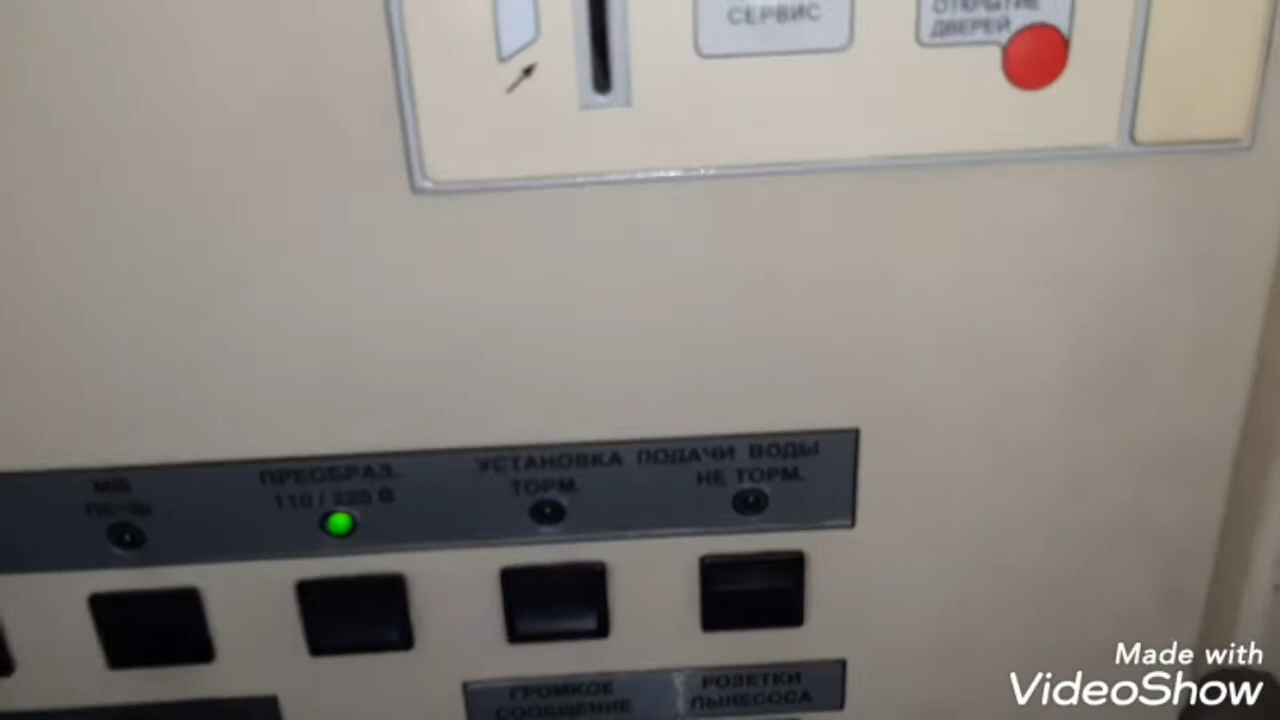 СЕРВИС
ОТКРЫТИЕ
ДВЕРЕЙ
МВ
ПЕЧЬ
ПРЕОБРАЗ.
110 / 220 В
УСТАНОВКА ПОДАЧИ ВОДЫ
ТОРМ.
НЕ ТОРМ.
ГРОМКОЕ
СООБЩЕНИЕ
РОЗЕТКИ
ПЫЛЕСОСА
Made with
VideoShow